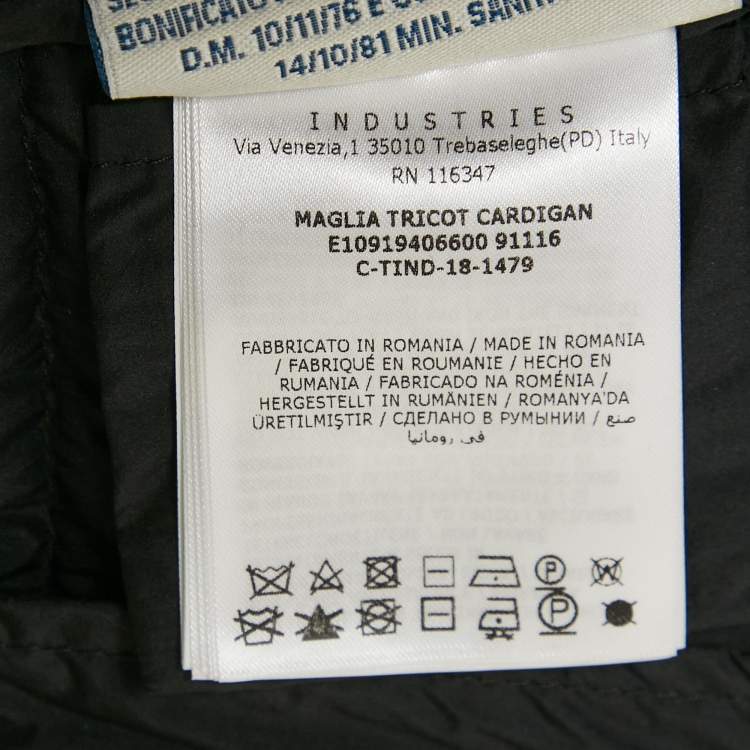 BONIFICATO
D.M. 10/11/76 E
14/10/81 MIN.
INDUSTRIES
Via Venezia,1 35010 Trebaseleghe(PD) Italy
RN 116347
MAGLIA TRICOT CARDIGAN
E10919406600 91116
C-TIND-18-1479
FABBRICATO IN ROMANIA / MADE IN ROMANIA
/ FABRIQUÉ EN ROUMANIE / HECHO EN
RUMANIA / FABRICADO NA ROMÉNIA /
HERGESTELLT IN RUMÄNIEN / ROMANYA'DA
ÜRETILMIŞTIR / СДЕЛАНО В РУМЫНИИ / صنع
في رومانيا
P W
P